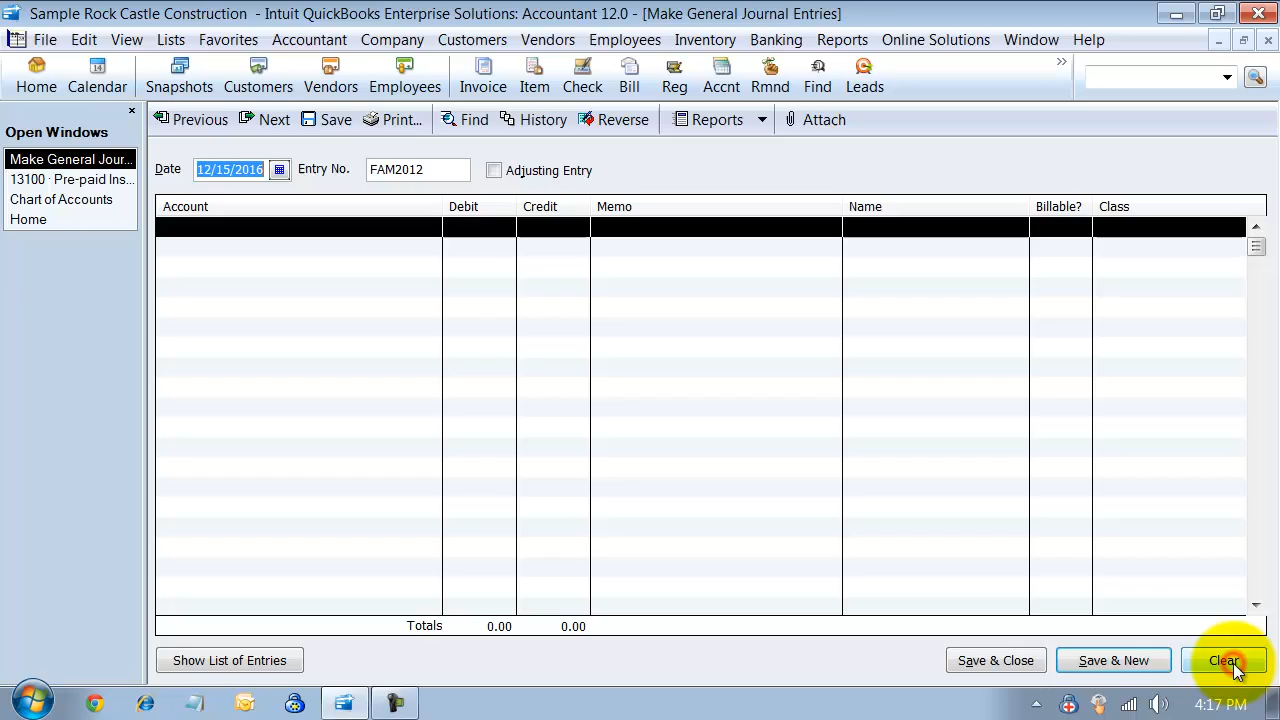 Sample Rock Castle Construction - Intuit QuickBooks Enterprise Solutions: Accountant 12.0 - [Make General Journal Entries]
File Edit View Lists Favorites Accountant Company Customers Vendors Employees Inventory Banking Reports Online Solutions Window Help
14
Home Calendar Snapshots Customers Vendors Employees Invoice Item Check Bill Reg Accnt Rmnd Find Leads
Previous Next Save Print... Find History Reverse Reports Attach
Open Windows
Make General Jour...
13100 · Pre-paid Ins...
Chart of Accounts
Home
Date 12/15/2016 Entry No. FAM2012 Adjusting Entry
Account Debit Credit Memo Name Billable? Class
Totals 0.00 0.00
Show List of Entries Save & Close Save & New Clear
4:17 PM